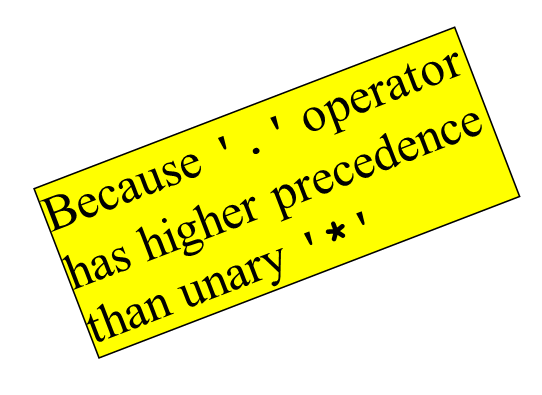 Because '.' operator
has higher precedence
than unary '*'